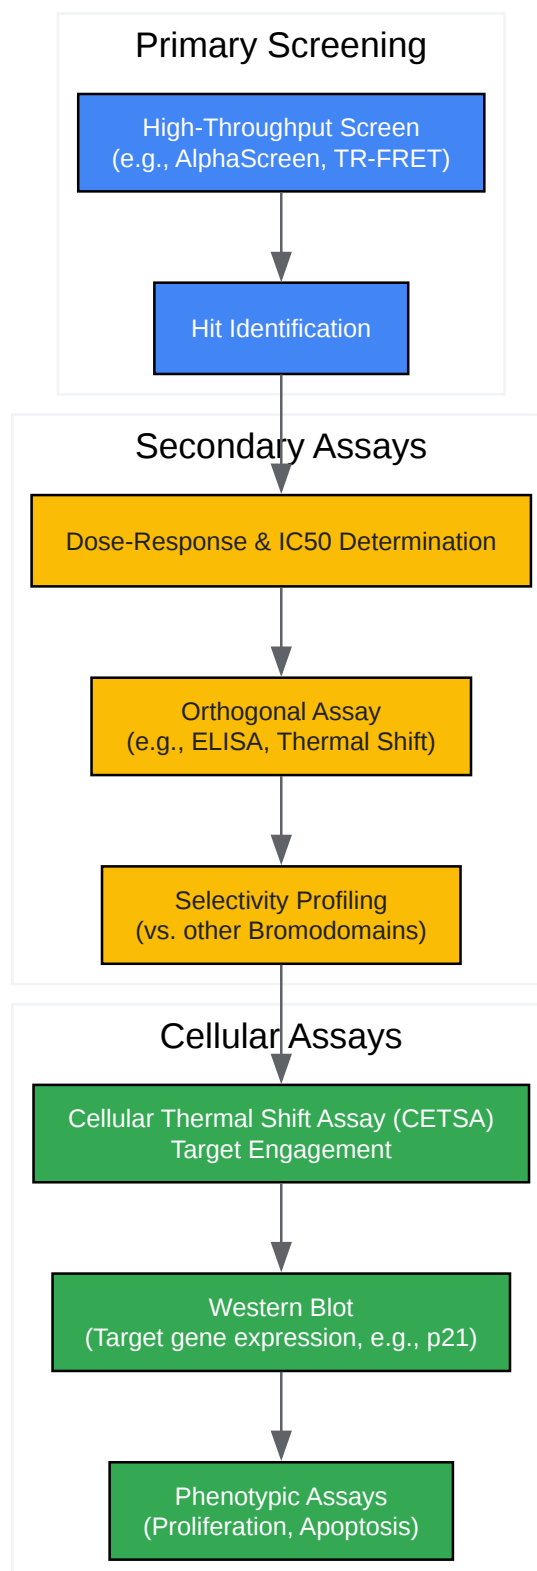 Primary Screening
High-Throughput Screen
(e.g., AlphaScreen, TR-FRET)
Hit Identification
Secondary Assays
Dose-Response & IC50 Determination
Orthogonal Assay
(e.g., ELISA, Thermal Shift)
Selectivity Profiling
(vs. other Bromodomains)
Cellular Assays
Cellular Thermal Shift Assay (CETSA)
Target Engagement
Western Blot
(Target gene expression, e.g., p21)
Phenotypic Assays
(Proliferation, Apoptosis)